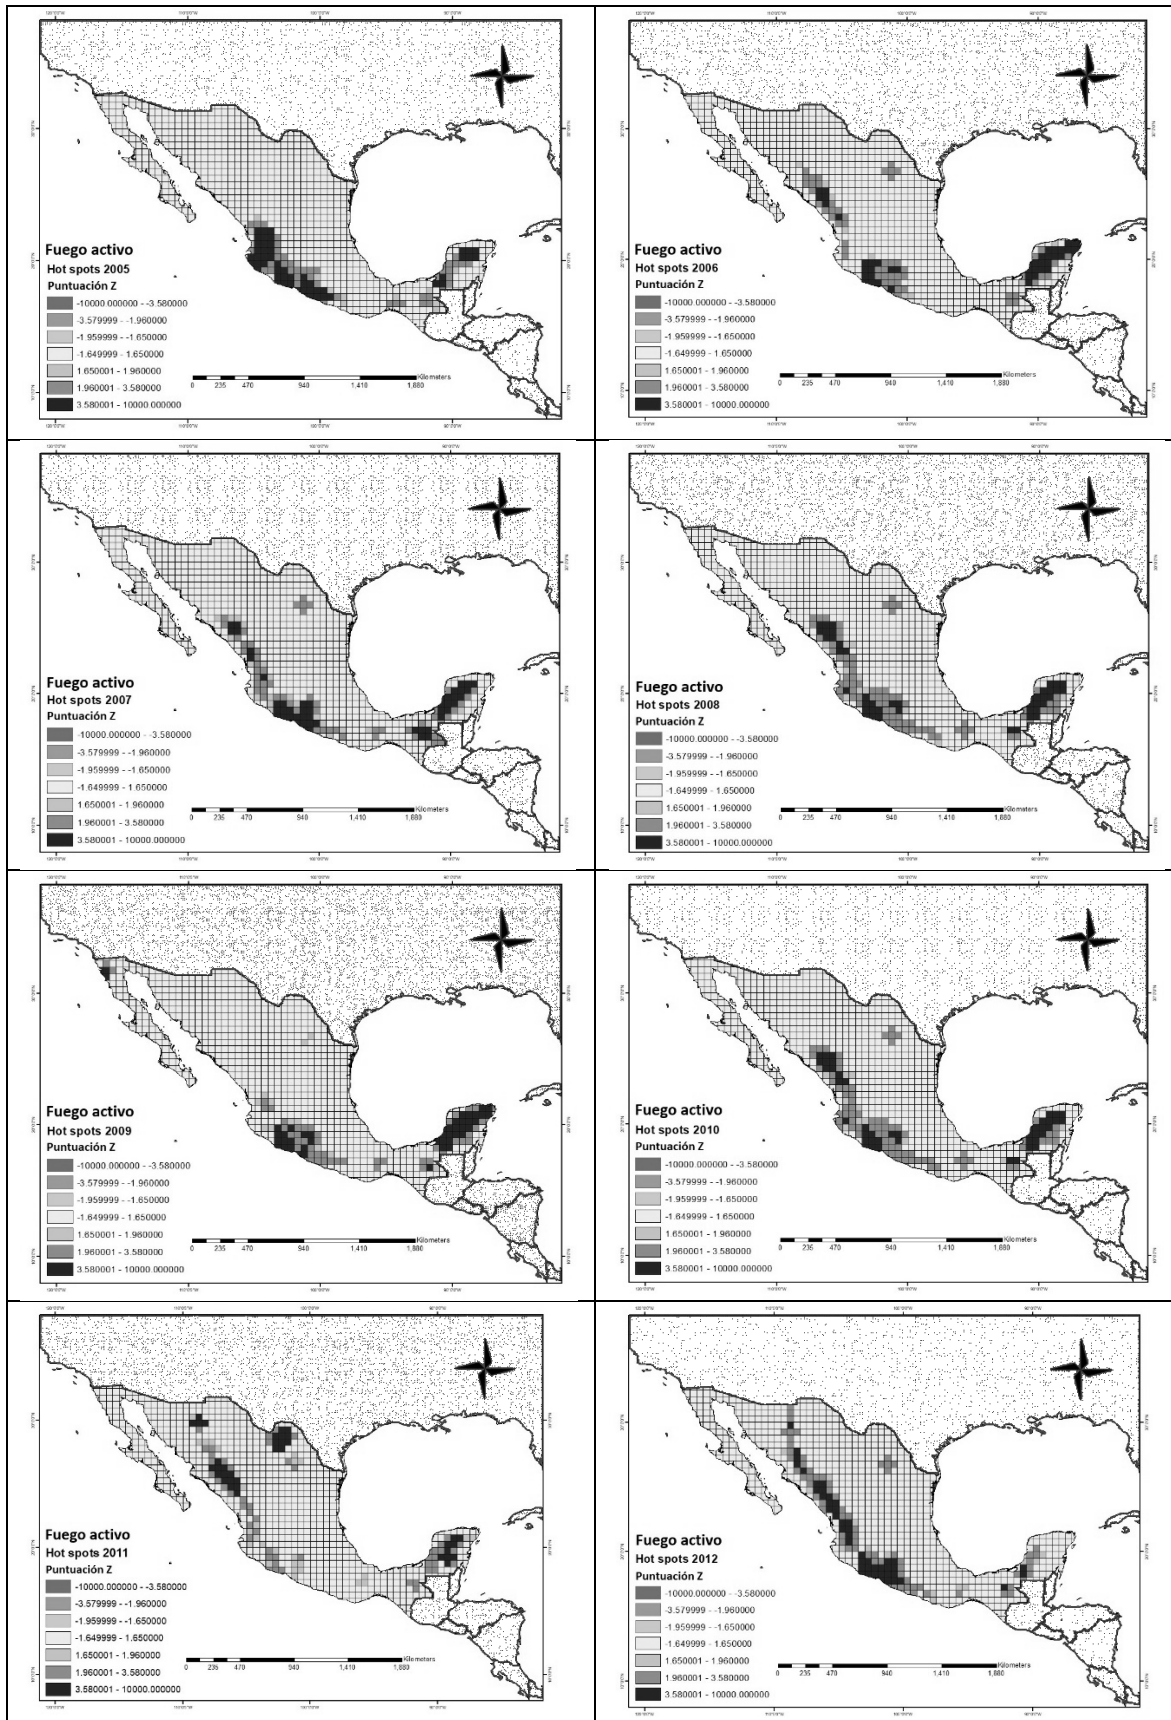 Fuego activo
Hot spots 2005
Puntuación Z
-10000.000000 - -3.580000
-3.579999 - -1.960000
-1.959999 - -1.650000
-1.649999 - 1.650000
1.650001 - 1.960000
1.960001 - 3.580000
3.580001 - 10000.000000
Kilometers
0 235 470 940 1,410 1,880
Fuego activo
Hot spots 2006
Puntuación Z
-10000.000000 - -3.580000
-3.579999 - -1.960000
-1.959999 - -1.650000
-1.649999 - 1.650000
1.650001 - 1.960000
1.960001 - 3.580000
3.580001 - 10000.000000
Kilometers
0 235 470 940 1,410 1,880
Fuego activo
Hot spots 2007
Puntuación Z
-10000.000000 - -3.580000
-3.579999 - -1.960000
-1.959999 - -1.650000
-1.649999 - 1.650000
1.650001 - 1.960000
1.960001 - 3.580000
3.580001 - 10000.000000
Kilometers
0 235 470 940 1,410 1,880
Fuego activo
Hot spots 2008
Puntuación Z
-10000.000000 - -3.580000
-3.579999 - -1.960000
-1.959999 - -1.650000
-1.649999 - 1.650000
1.650001 - 1.960000
1.960001 - 3.580000
3.580001 - 10000.000000
Kilometers
0 235 470 940 1,410 1,880
Fuego activo
Hot spots 2009
Puntuación Z
-10000.000000 - -3.580000
-3.579999 - -1.960000
-1.959999 - -1.650000
-1.649999 - 1.650000
1.650001 - 1.960000
1.960001 - 3.580000
3.580001 - 10000.000000
Kilometers
0 235 470 940 1,410 1,880
Fuego activo
Hot spots 2010
Puntuación Z
-10000.000000 - -3.580000
-3.579999 - -1.960000
-1.959999 - -1.650000
-1.649999 - 1.650000
1.650001 - 1.960000
1.960001 - 3.580000
3.580001 - 10000.000000
Kilometers
0 235 470 940 1,410 1,880
Fuego activo
Hot spots 2011
Puntuación Z
-10000.000000 - -3.580000
-3.579999 - -1.960000
-1.959999 - -1.650000
-1.649999 - 1.650000
1.650001 - 1.960000
1.960001 - 3.580000
3.580001 - 10000.000000
Kilometers
0 235 470 940 1,410 1,880
Fuego activo
Hot spots 2012
Puntuación Z
-10000.000000 - -3.580000
-3.579999 - -1.960000
-1.959999 - -1.650000
-1.649999 - 1.650000
1.650001 - 1.960000
1.960001 - 3.580000
3.580001 - 10000.000000
Kilometers
0 235 470 940 1,410 1,880